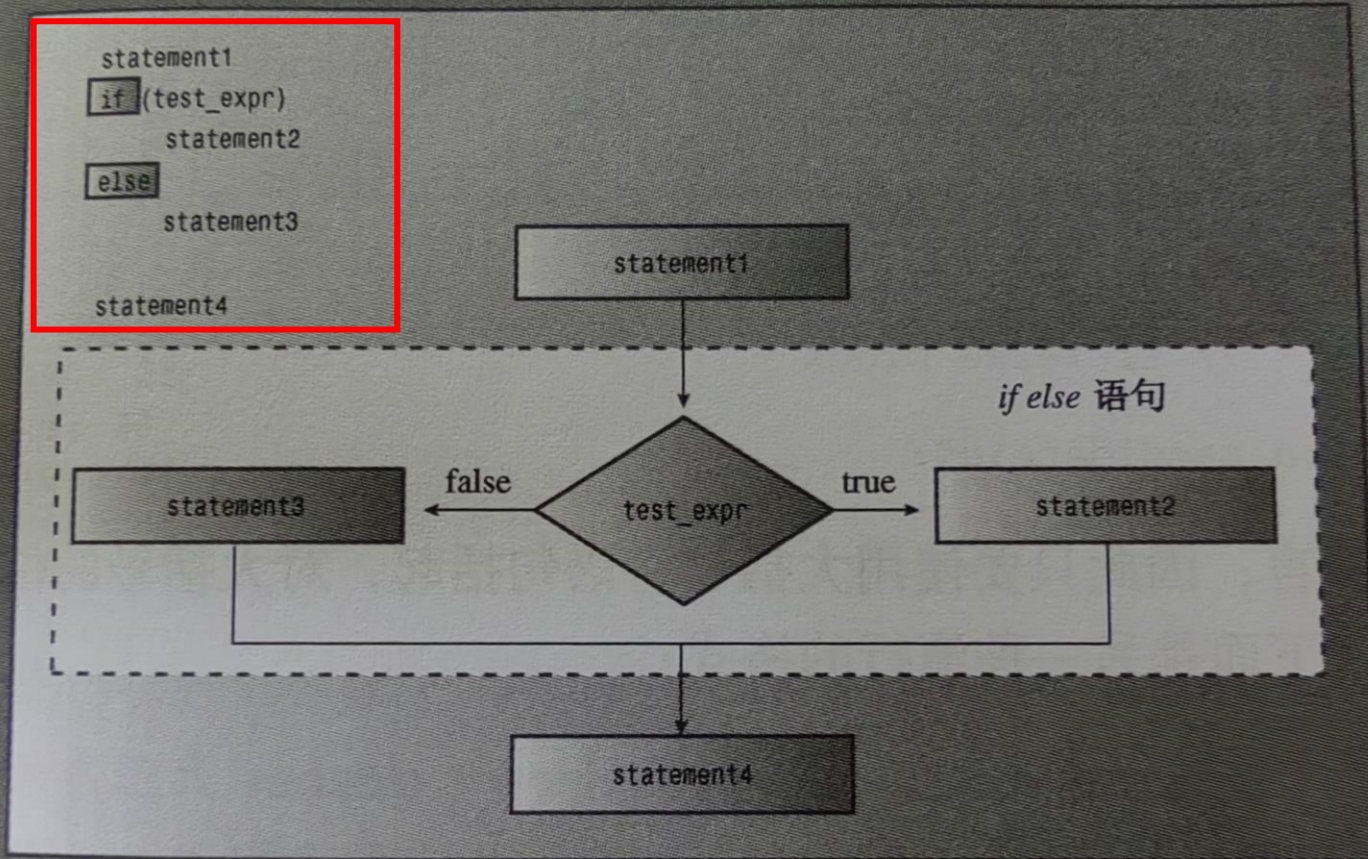 statement1
if (test_expr)
statement2
else
statement3
statement4
statement1
if else 语句
false
true
statement3
test_expr
statement2
statement4